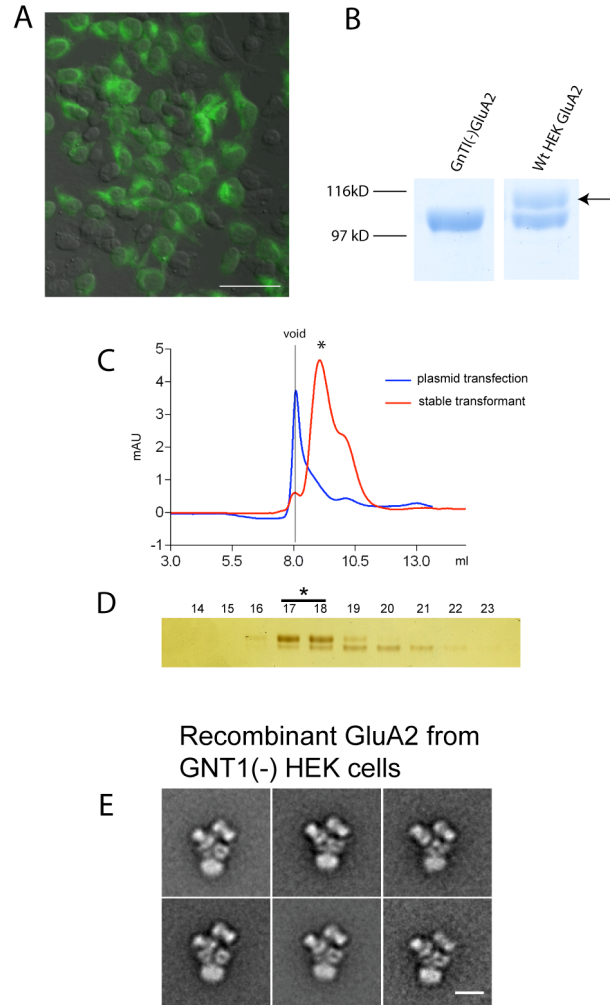 A
B
GnTI(-)GluA2
Wt HEK GluA2
116kD
97 kD
C
void
*
5
4
3
2
1
0
-1
mAU
plasmid transfection
stable transformant
3.0 5.5 8.0 10.5 13.0 ml
D
*
14 15 16 17 18 19 20 21 22 23
Recombinant GluA2 from
GNT1(-) HEK cells
E